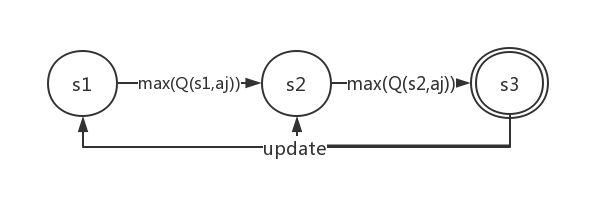 s1
max(Q(s1,aj))
s2
max(Q(s2,aj))
s3
update